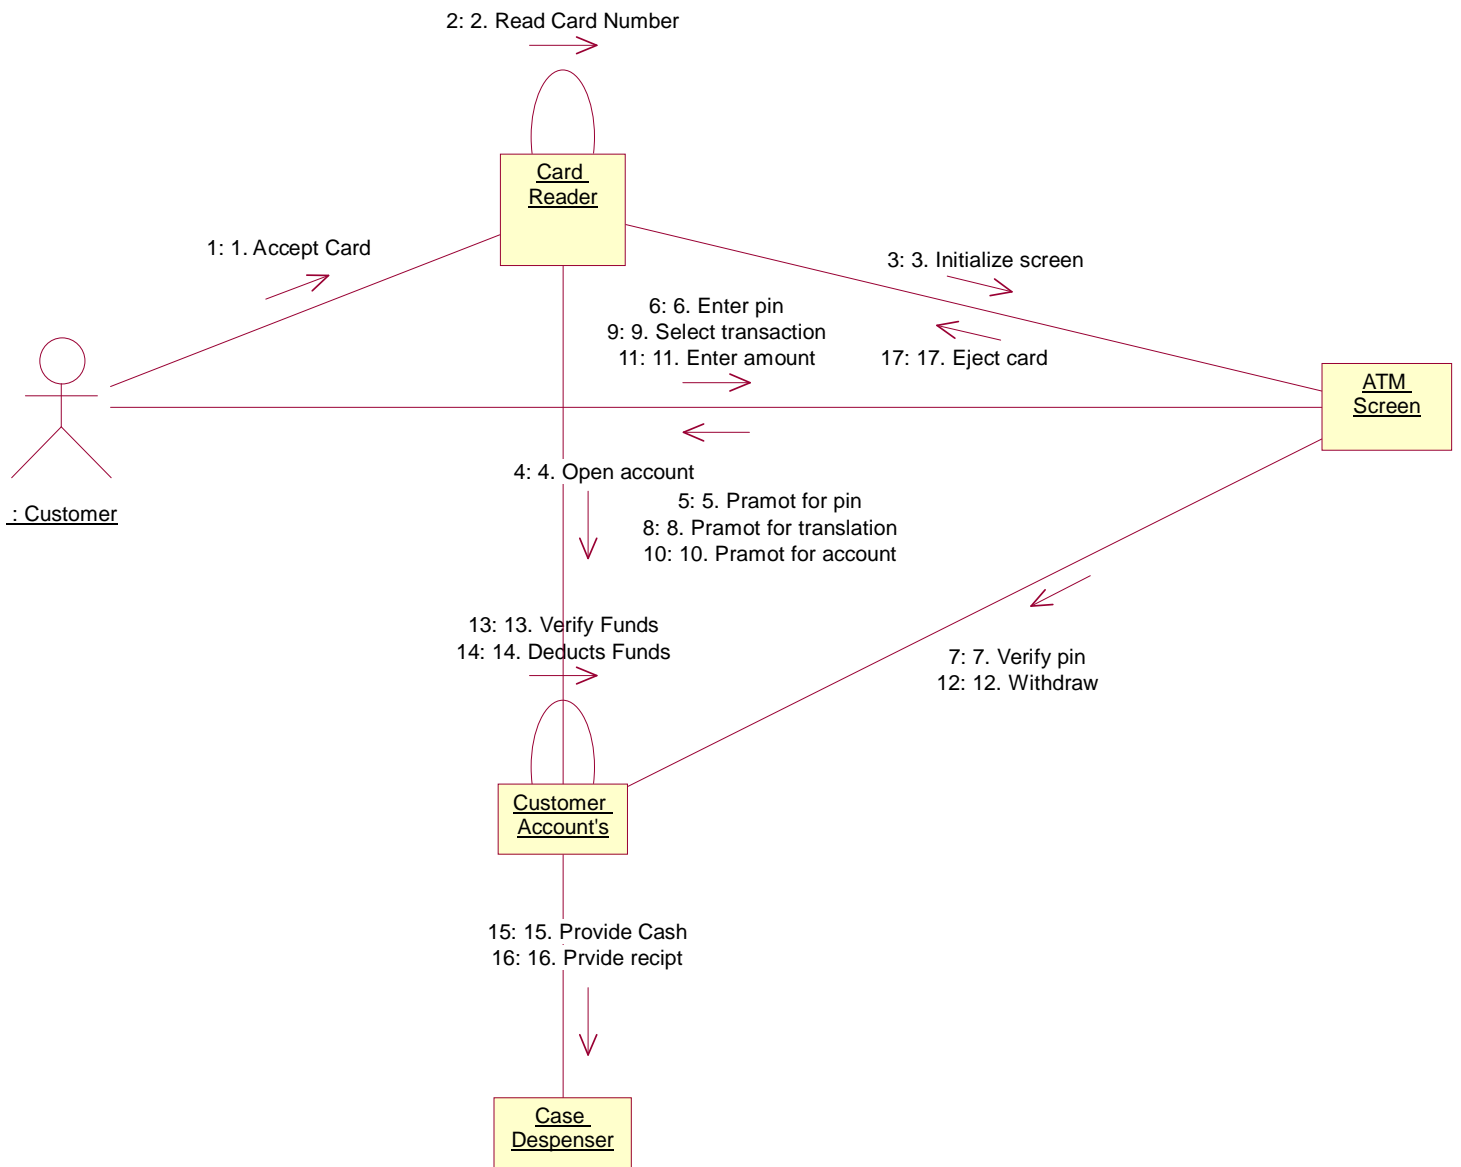 2: 2. Read Card Number
Card
Reader
1: 1. Accept Card
3: 3. Initialize screen
6: 6. Enter pin
9: 9. Select transaction
11: 11. Enter amount
17: 17. Eject card
ATM
Screen
4: 4. Open account
5: 5. Pramot for pin
8: 8. Pramot for translation
10: 10. Pramot for account
: Customer
13: 13. Verify Funds
14: 14. Deducts Funds
7: 7. Verify pin
12: 12. Withdraw
Customer
Account's
15: 15. Provide Cash
16: 16. Prvide recipt
Case
Despenser